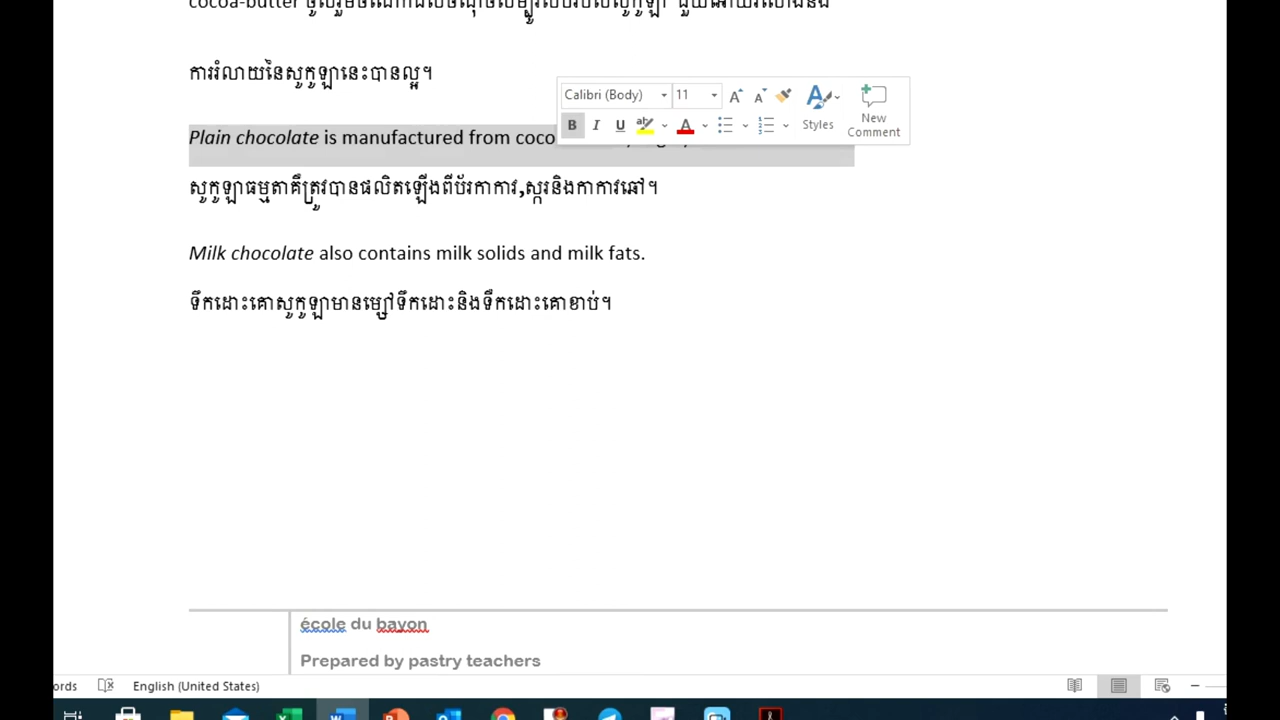 cocoa-butter
ការរំលាយនៃសូកូឡានេះបានល្អ។
Calibri (Body) 11
Styles
New
Comment
Plain chocolate is manufactured from coco
សូកូឡាធម្មតាគឺត្រូវបានផលិតឡើងពីប័រកាកាវ,ស្ករនិងកាកាវឆៅ។
Milk chocolate also contains milk solids and milk fats.
ទឹកដោះគោសូកូឡាមានម្សៅទឹកដោះនិងទឹកដោះគោខាប់។
école du bayon
Prepared by pastry teachers
ords English (United States)